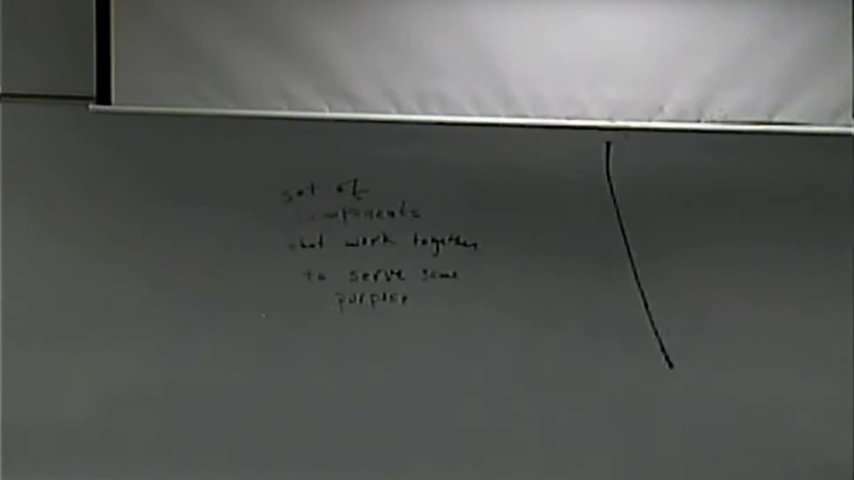 set of
components
that work together
to serve some
purpose